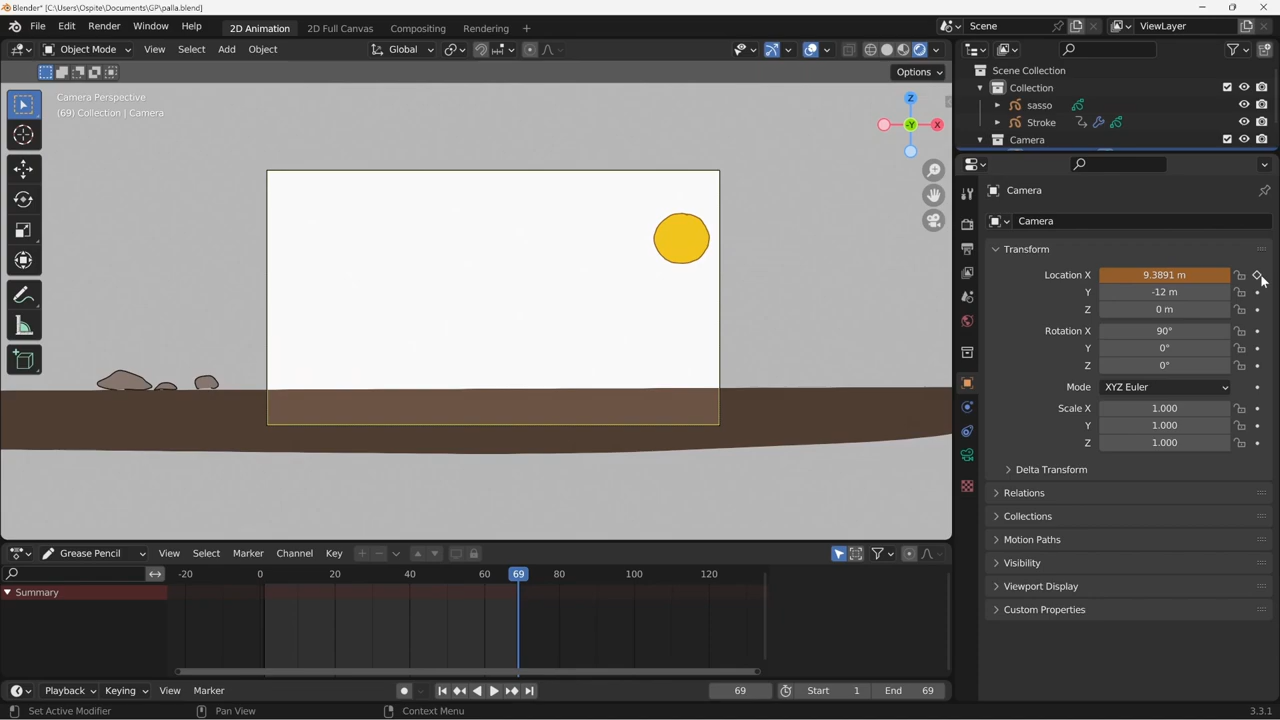 Blender* [C:\Users\Ospite\Documents\GP\palla.blend]
File Edit Render Window Help 2D Animation 2D Full Canvas Compositing Rendering + Scene ViewLayer
Object Mode View Select Add Object Global
Options
Camera Perspective
(69) Collection | Camera
Z
-Y X
Scene Collection
Collection
sasso
Stroke
Camera
Camera
Camera
Transform
Location X 9.3891 m
Y -12 m
Z 0 m
Rotation X 90°
Y 0°
Z 0°
Mode XYZ Euler
Scale X 1.000
Y 1.000
Z 1.000
Delta Transform
Relations
Collections
Motion Paths
Visibility
Viewport Display
Custom Properties
Grease Pencil View Select Marker Channel Key
-20 0 20 40 60 69 80 100 120
Summary
Playback Keying View Marker 69 Start 1 End 69
Set Active Modifier Pan View Context Menu 3.3.1